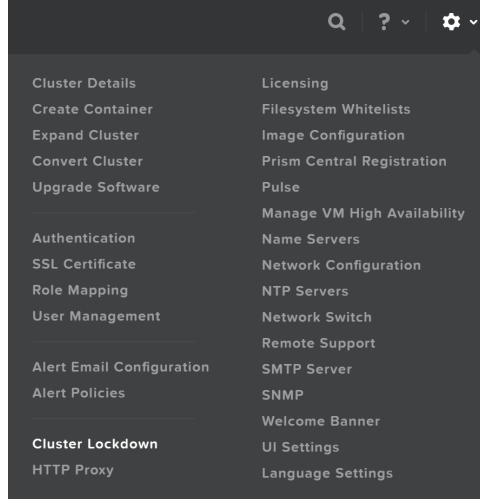 ?
Cluster Details
Create Container
Expand Cluster
Convert Cluster
Upgrade Software
Authentication
SSL Certificate
Role Mapping
User Management
Alert Email Configuration
Alert Policies
Cluster Lockdown
HTTP Proxy
Licensing
Filesystem Whitelists
Image Configuration
Prism Central Registration
Pulse
Manage VM High Availability
Name Servers
Network Configuration
NTP Servers
Network Switch
Remote Support
SMTP Server
SNMP
Welcome Banner
UI Settings
Language Settings